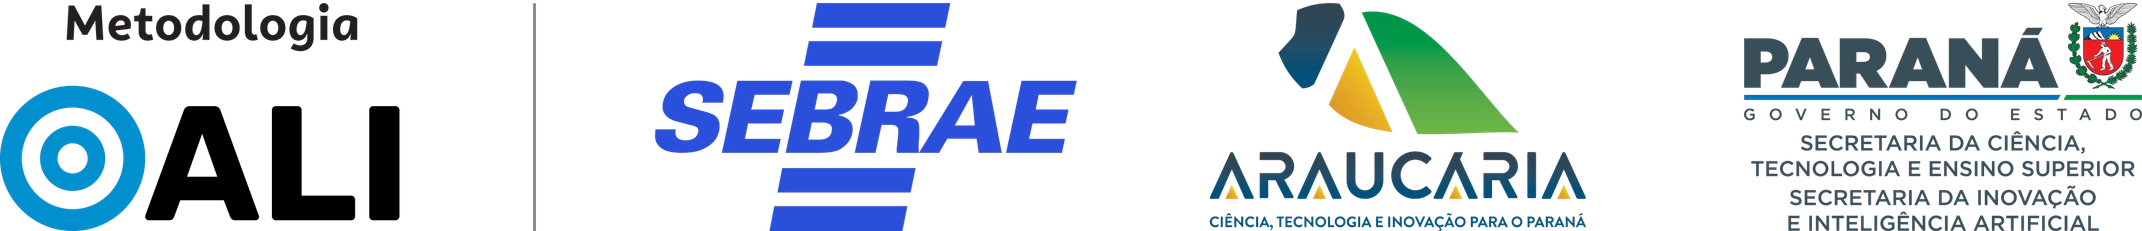 Metodologia
ALI
SEBRAE
ARAUCÁRIA
CIÊNCIA, TECNOLOGIA E INOVAÇÃO PARA O PARANÁ
PARANÁ
GOVERNO DO ESTADO
SECRETARIA DA CIÊNCIA,
TECNOLOGIA E ENSINO SUPERIOR
SECRETARIA DA INOVAÇÃO
E INTELIGÊNCIA ARTIFICIAL